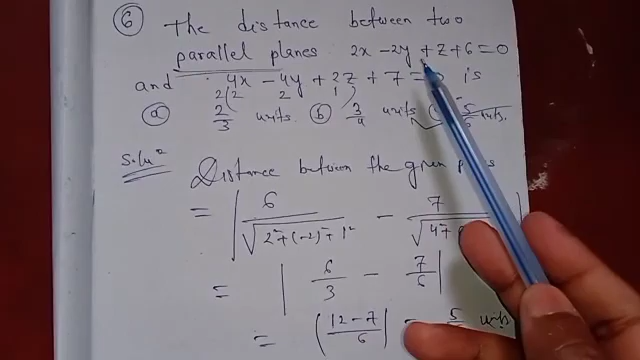 ⑥ The distance between two
parallel planes 2x - 2y + z + 6 = 0
and 4x - 4y + 2z + 7 = 0 is
2|2 2 1
ⓐ 2/3 units ⓑ 3/4 units 5/6 units.
Solⁿ
Distance between the given
= | 6/√(2²+(-2)²+1²) - 7/√(4²+
= | 6/3 - 7/6 |
= |(12-7)/6| = 5 units